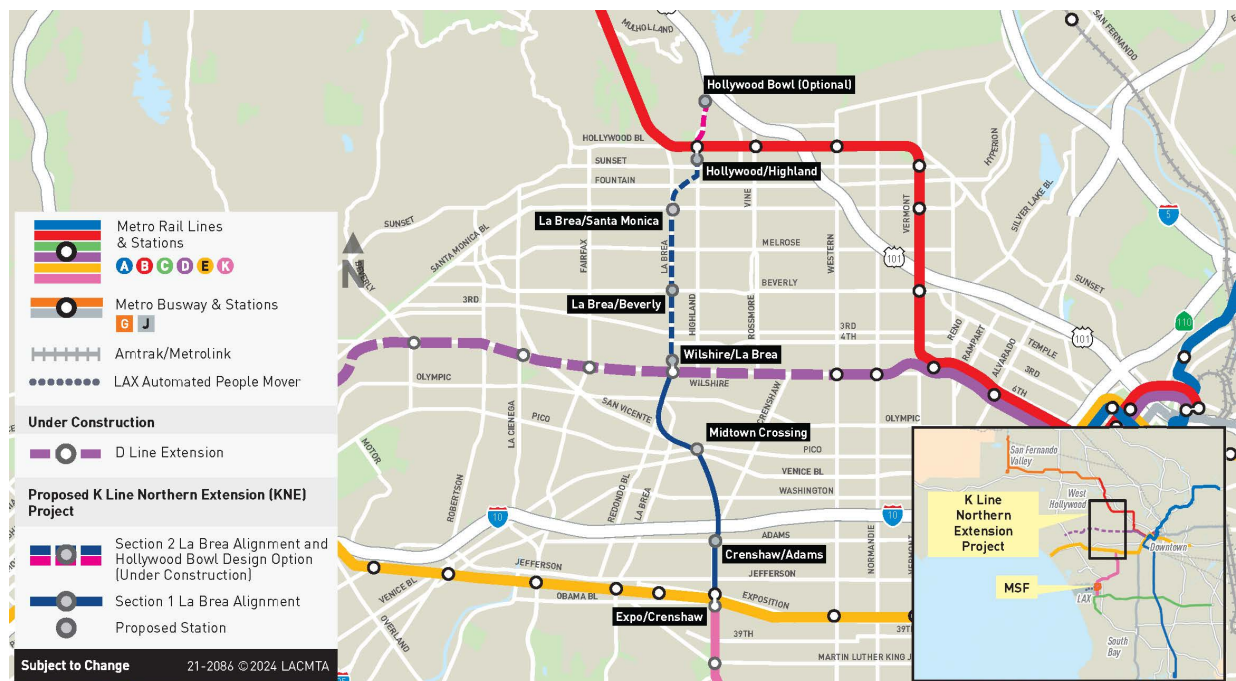 MULHOLLAND
SAN FERNANDO
Hollywood Bowl (Optional)
HOLLYWOOD BL
HYPERION
SUNSET
Hollywood/Highland
FOUNTAIN
VINE
VERMONT
SILVER LAKE BL
5
Metro Rail Lines
& Stations
A B C D E K
SUNSET
La Brea/Santa Monica
SANTA MONICA BL
FAIRFAX
LA BREA
MELROSE
WESTERN
101
N
BEVERLY
La Brea/Beverly
BEVERLY
SUNSET
Metro Busway & Stations
G J
3RD
HIGHLAND
ROSSMORE
3RD
4TH
RENO
RAMPART
ALVARADO
TEMPLE
3RD
6TH
101
110
Amtrak/Metrolink
Wilshire/La Brea
LAX Automated People Mover
OLYMPIC
WILSHIRE
CRENSHAW
Under Construction
D Line Extension
LA CIENEGA
PICO
SAN VICENTE
OLYMPIC
Midtown Crossing
PICO
MOTOR
VENICE BL
WASHINGTON
Proposed K Line Northern Extension (KNE)
Project
ROBERTSON
REDONDO BL
LA BREA
10
10
Section 2 La Brea Alignment and
Hollywood Bowl Design Option
(Under Construction)
ADAMS
Crenshaw/Adams
NORMANDIE
VERMONT
JEFFERSON
JEFFERSON
Section 1 La Brea Alignment
VENICE BL
OBAMA BL
EXPOSITION
Proposed Station
OVERLAND
Expo/Crenshaw
39TH
39TH
MARTIN LUTHER KING J
Subject to Change
21-2086 ©2024 LACMTA
San Fernando
Valley
West
Hollywood
K Line
Northern
Extension
Project
Downtown
MSF
LAX
South
Bay